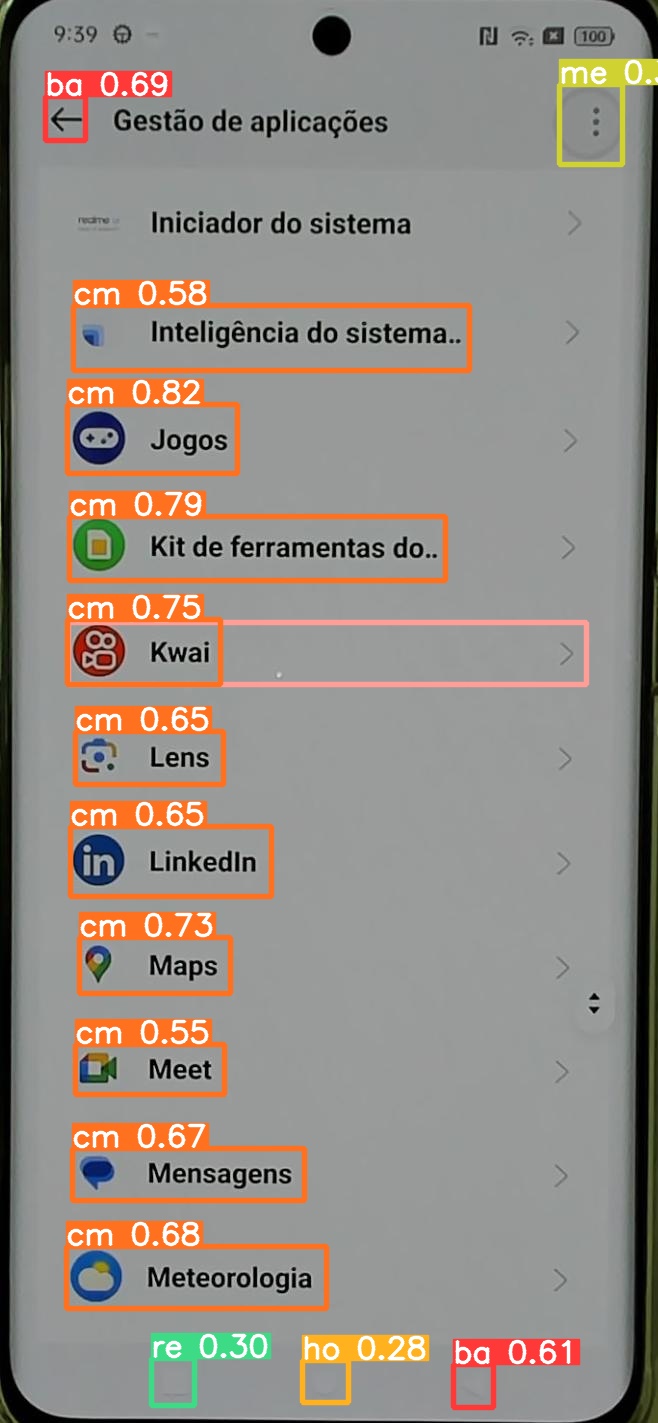 9:39
100
ba 0.69
me 0.
Gestão de aplicações
realme
Iniciador do sistema
cm 0.58
Inteligência do sistema..
cm 0.82
Jogos
cm 0.79
Kit de ferramentas do..
cm 0.75
Kwai
cm 0.65
Lens
cm 0.65
in
LinkedIn
cm 0.73
Maps
cm 0.55
Meet
cm 0.67
Mensagens
cm 0.68
Meteorologia
re 0.30
ho 0.28
ba 0.61